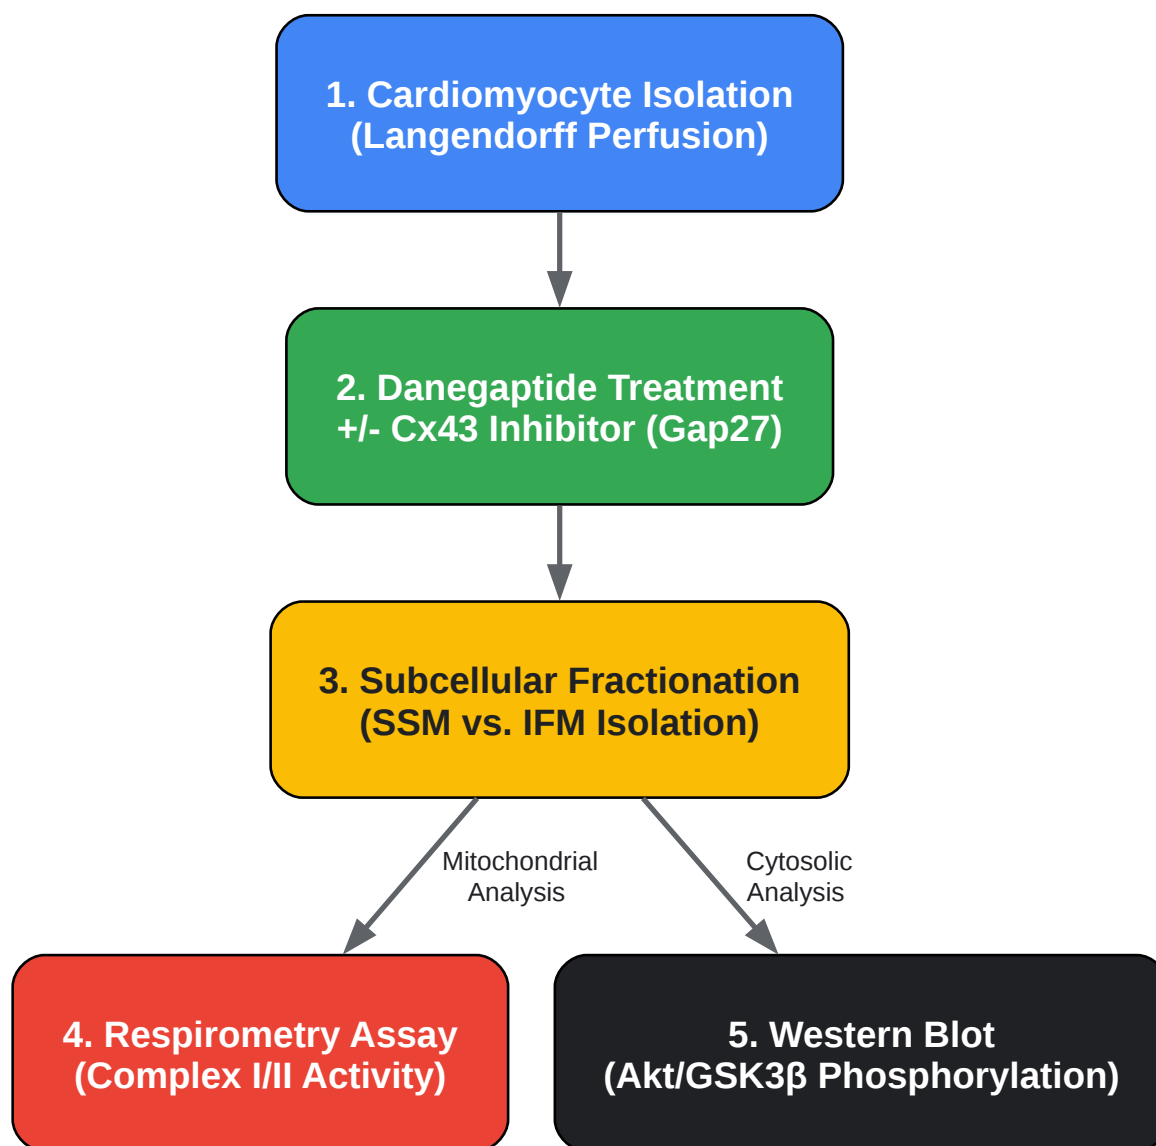 1. Cardiomyocyte Isolation
(Langendorff Perfusion)
2. Danegaptide Treatment
+/- Cx43 Inhibitor (Gap27)
3. Subcellular Fractionation
(SSM vs. IFM Isolation)
Mitochondrial
Analysis
Cytosolic
Analysis
4. Respirometry Assay
(Complex I/II Activity)
5. Western Blot
(Akt/GSK3β Phosphorylation)